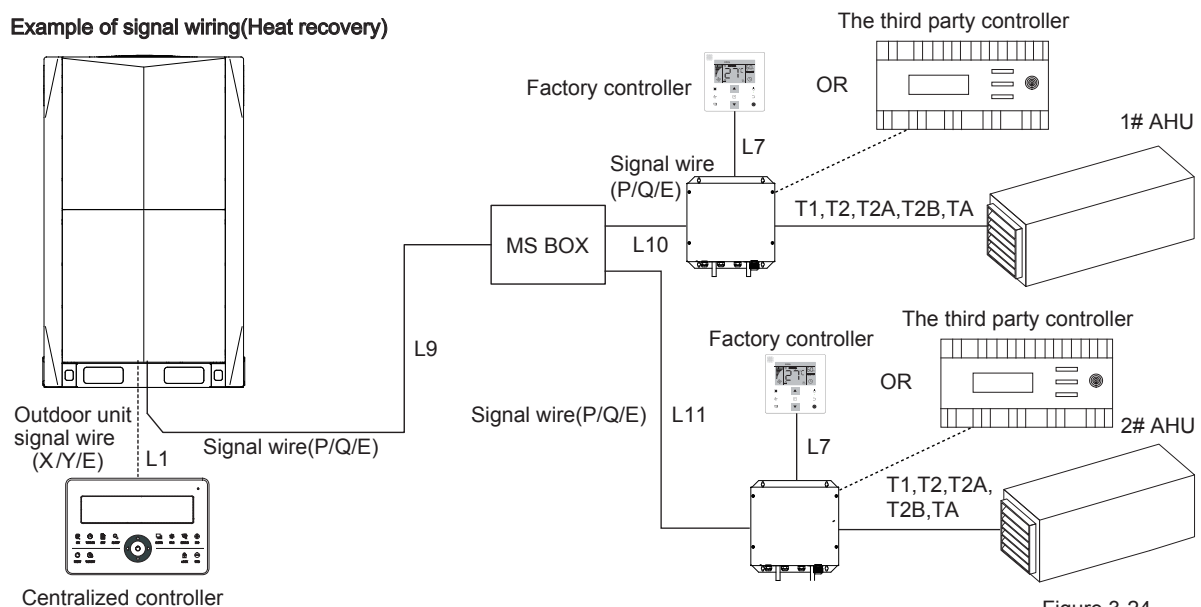 Example of signal wiring(Heat recovery)
The third party controller
Factory controller
OR
1# AHU
L7
Signal wire
(P/Q/E)
T1,T2,T2A,T2B,TA
MS BOX
L10
The third party controller
Factory controller
L9
OR
Signal wire(P/Q/E)
L11
2# AHU
Outdoor unit
signal wire
(X/Y/E)
L1
Signal wire(P/Q/E)
L7
T1,T2,T2A,
T2B,TA
Centralized controller
Figure 3-24